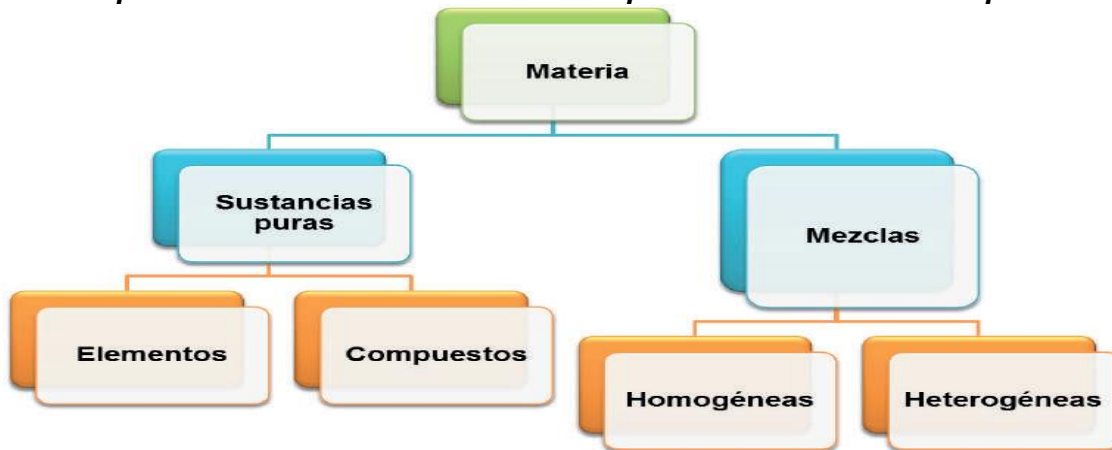 Materia
Sustancias
puras
Mezclas
Elementos
Compuestos
Homogéneas
Heterogéneas